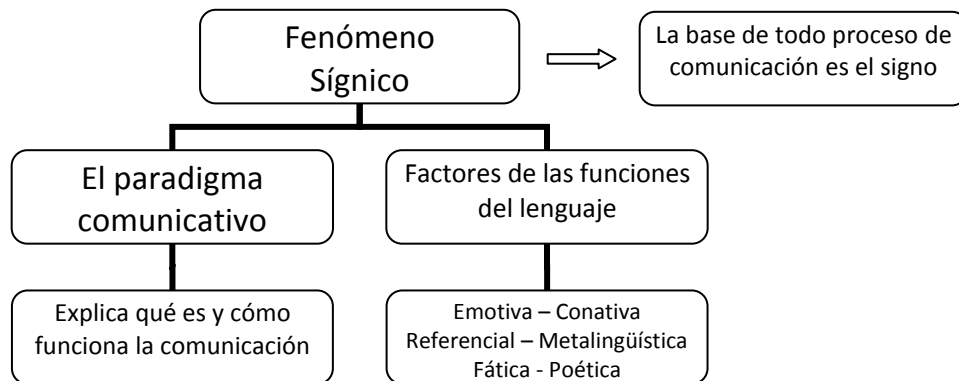 Fenómeno
Sígnico
La base de todo proceso de
comunicación es el signo
El paradigma
comunicativo
Factores de las funciones
del lenguaje
Explica qué es y cómo
funciona la comunicación
Emotiva – Conativa
Referencial – Metalingüística
Fática - Poética